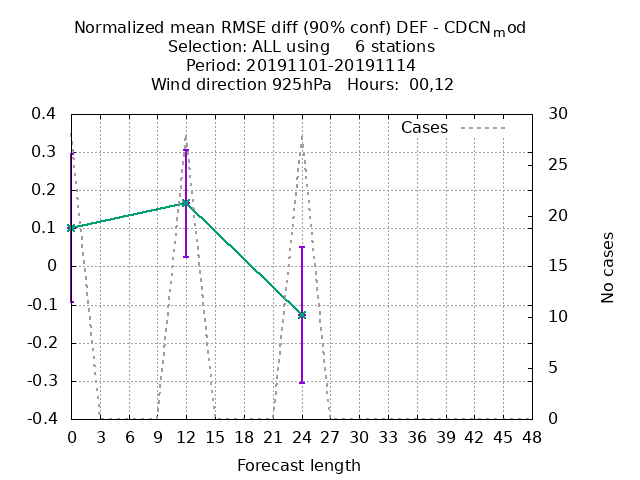 Normalized mean RMSE diff (90% conf) DEF - CDCNmod
Selection: ALL using     6 stations
Period: 20191101-20191114
Wind direction 925hPa   Hours:  00,12
Cases
0.4
0.3
0.2
0.1
0
-0.1
-0.2
-0.3
-0.4
30
25
20
15
10
5
0
No cases
0 3 6 9 12 15 18 21 24 27 30 33 36 39 42 45 48
Forecast length